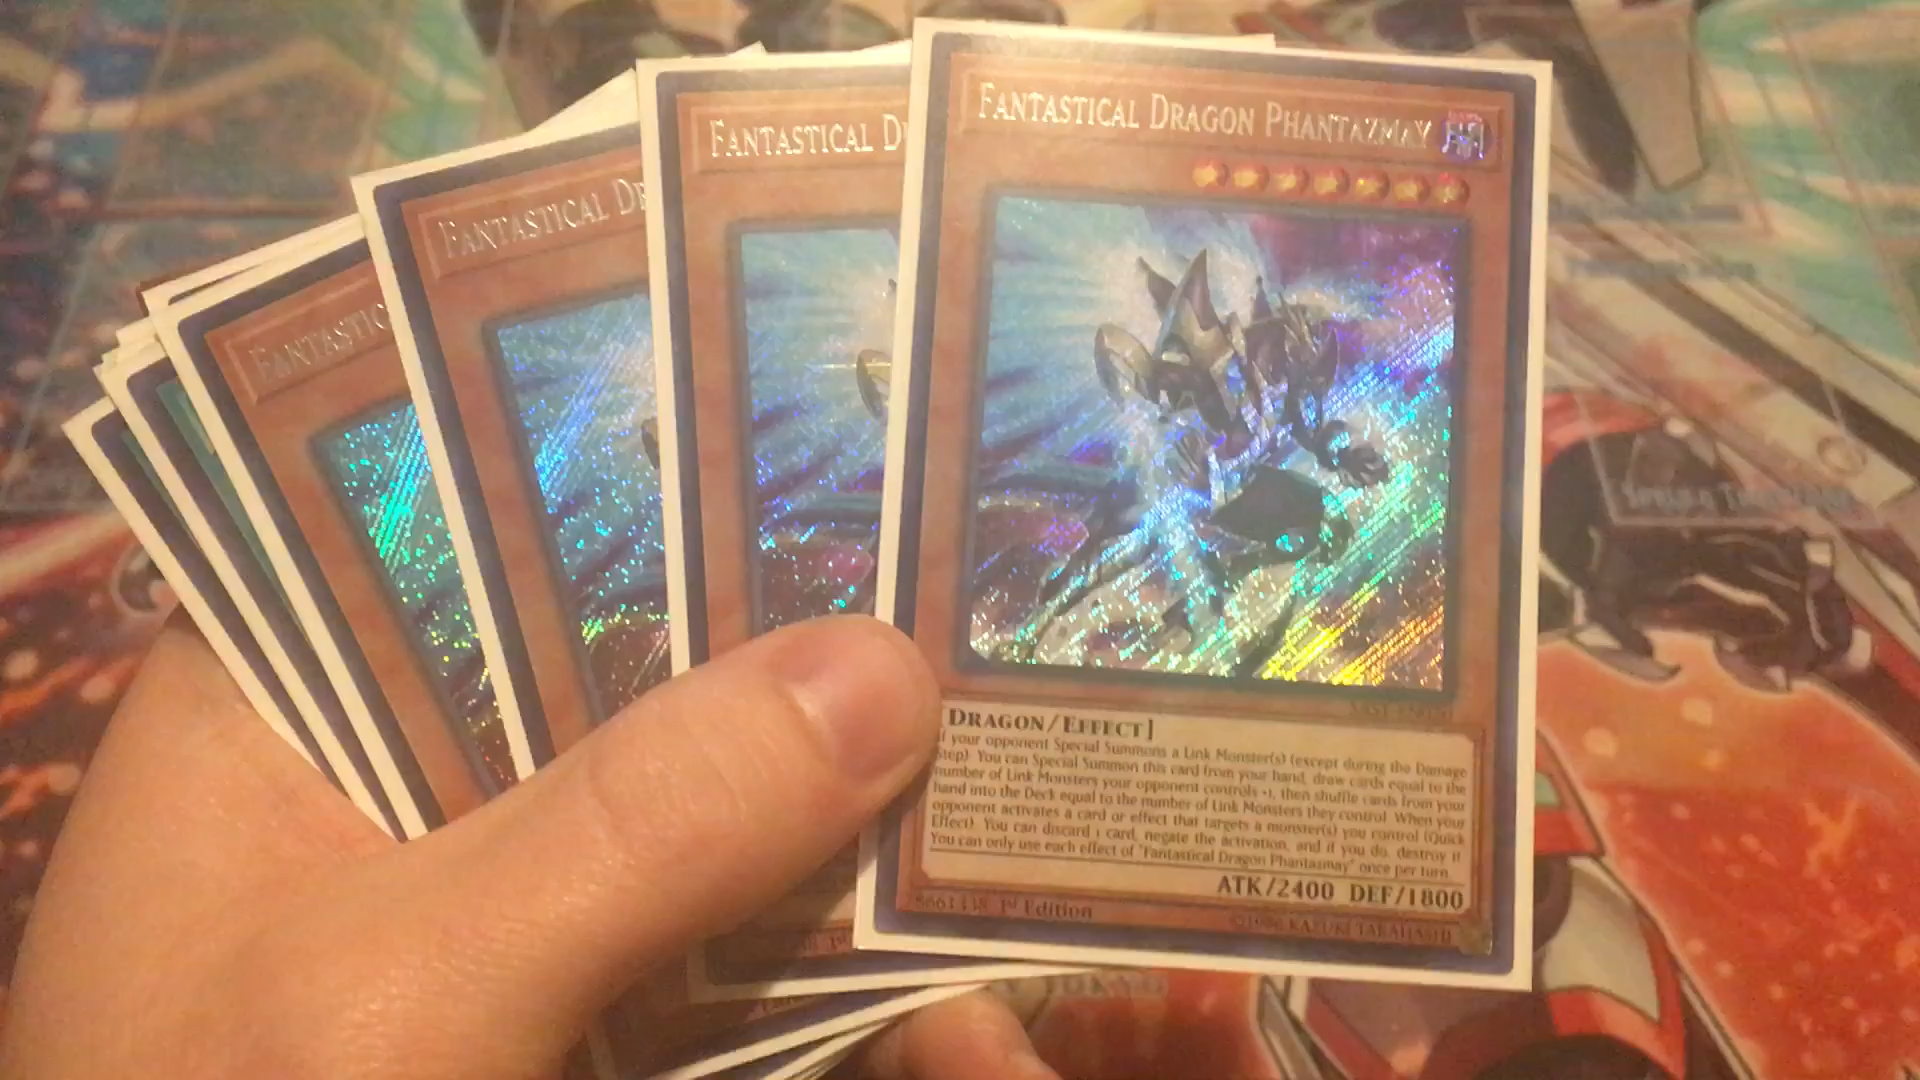 FANTASTICAL DRAGON PHANTAZMAY
FANTASTICAL D
FANTASTICAL DR
FANTASTIC
[DRAGON/EFFECT]
If your opponent Special Summons a Link Monster(s) (except during the Damage
Step): You can Special Summon this card from your hand, draw cards equal to the
number of Link Monsters your opponent controls +1, then shuffle cards from your
hand into the Deck equal to the number of Link Monsters they control. When your
opponent activates a card or effect that targets a monster(s) you control (Quick
Effect): You can discard 1 card; negate the activation, and if you do, destroy it.
You can only use each effect of "Fantastical Dragon Phantazmay" once per turn.
ATK/2400 DEF/1800
1st Edition
©1996 KAZUKI TAKAHASHI
TOKYO